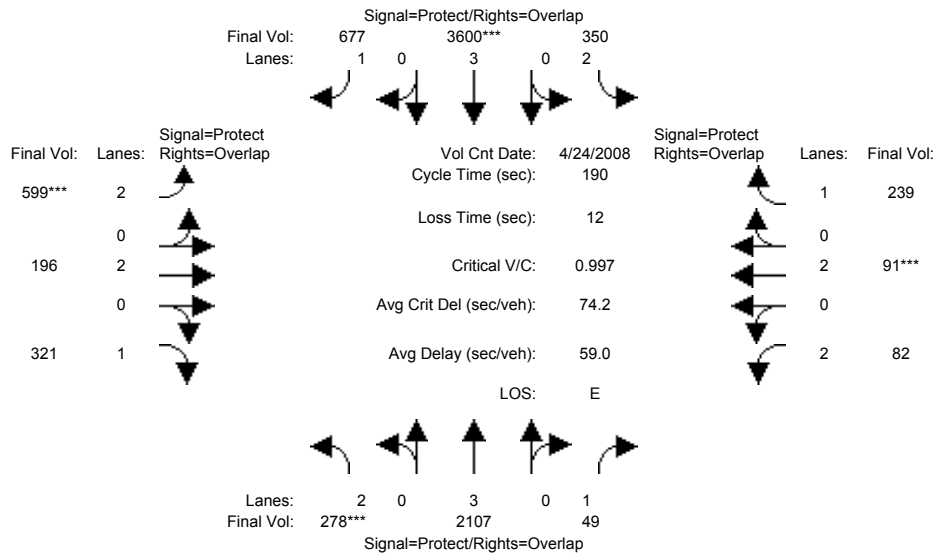 Signal=Protect/Rights=Overlap
Final Vol: 677 3600*** 350
Lanes: 1 0 3 0 2
Signal=Protect Signal=Protect
Final Vol: Lanes: Rights=Overlap Vol Cnt Date: 4/24/2008 Rights=Overlap Lanes: Final Vol:
Cycle Time (sec): 190
599*** 2 1 239
Loss Time (sec): 12
0 0
196 2 Critical V/C: 0.997 2 91***
0 Avg Crit Del (sec/veh): 74.2 0
321 1 Avg Delay (sec/veh): 59.0 2 82
LOS: E
Lanes: 2 0 3 0 1
Final Vol: 278*** 2107 49
Signal=Protect/Rights=Overlap